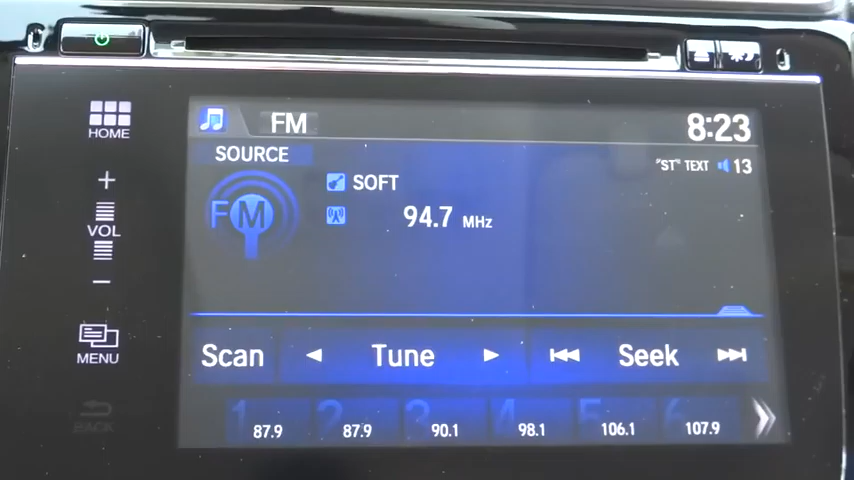 FM 8:23
HOME
SOURCE
"ST" TEXT 13
SOFT
FM
94.7 MHz
+
VOL
−
Scan Tune Seek
MENU
BACK
1 87.9 2 87.9 3 90.1 4 98.1 5 106.1 6 107.9